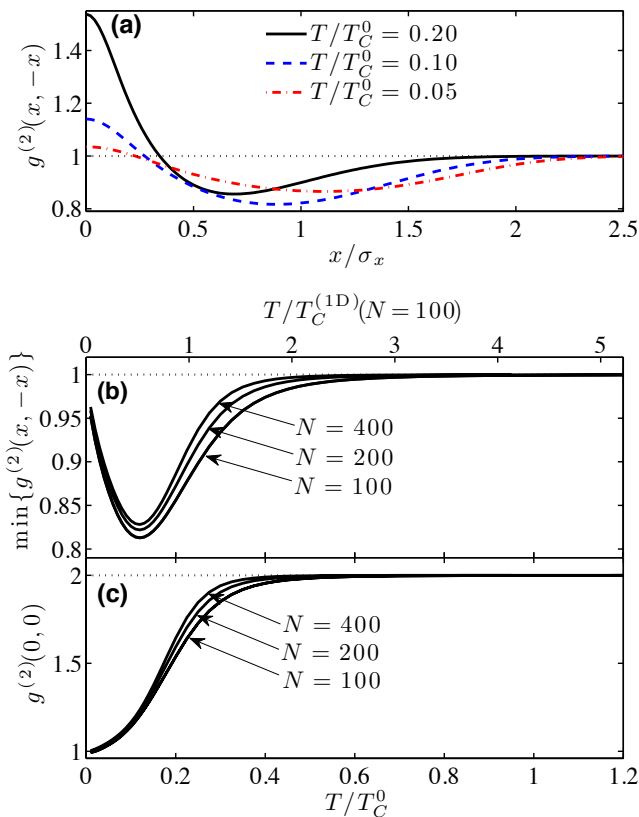 (a)
T/T_C^0 = 0.20
T/T_C^0 = 0.10
T/T_C^0 = 0.05
g^(2)(x, −x)
1.4
1.2
1
0.8
0 0.5 1 1.5 2 2.5
x/σ_x
T/T_C^(1D)(N = 100)
0 1 2 3 4 5
(b)
min{g^(2)(x, −x)}
1
0.95
0.9
0.85
0.8
N = 400
N = 200
N = 100
(c)
g^(2)(0, 0)
2
1.5
1
N = 400
N = 200
N = 100
0 0.2 0.4 0.6 0.8 1 1.2
T/T_C^0